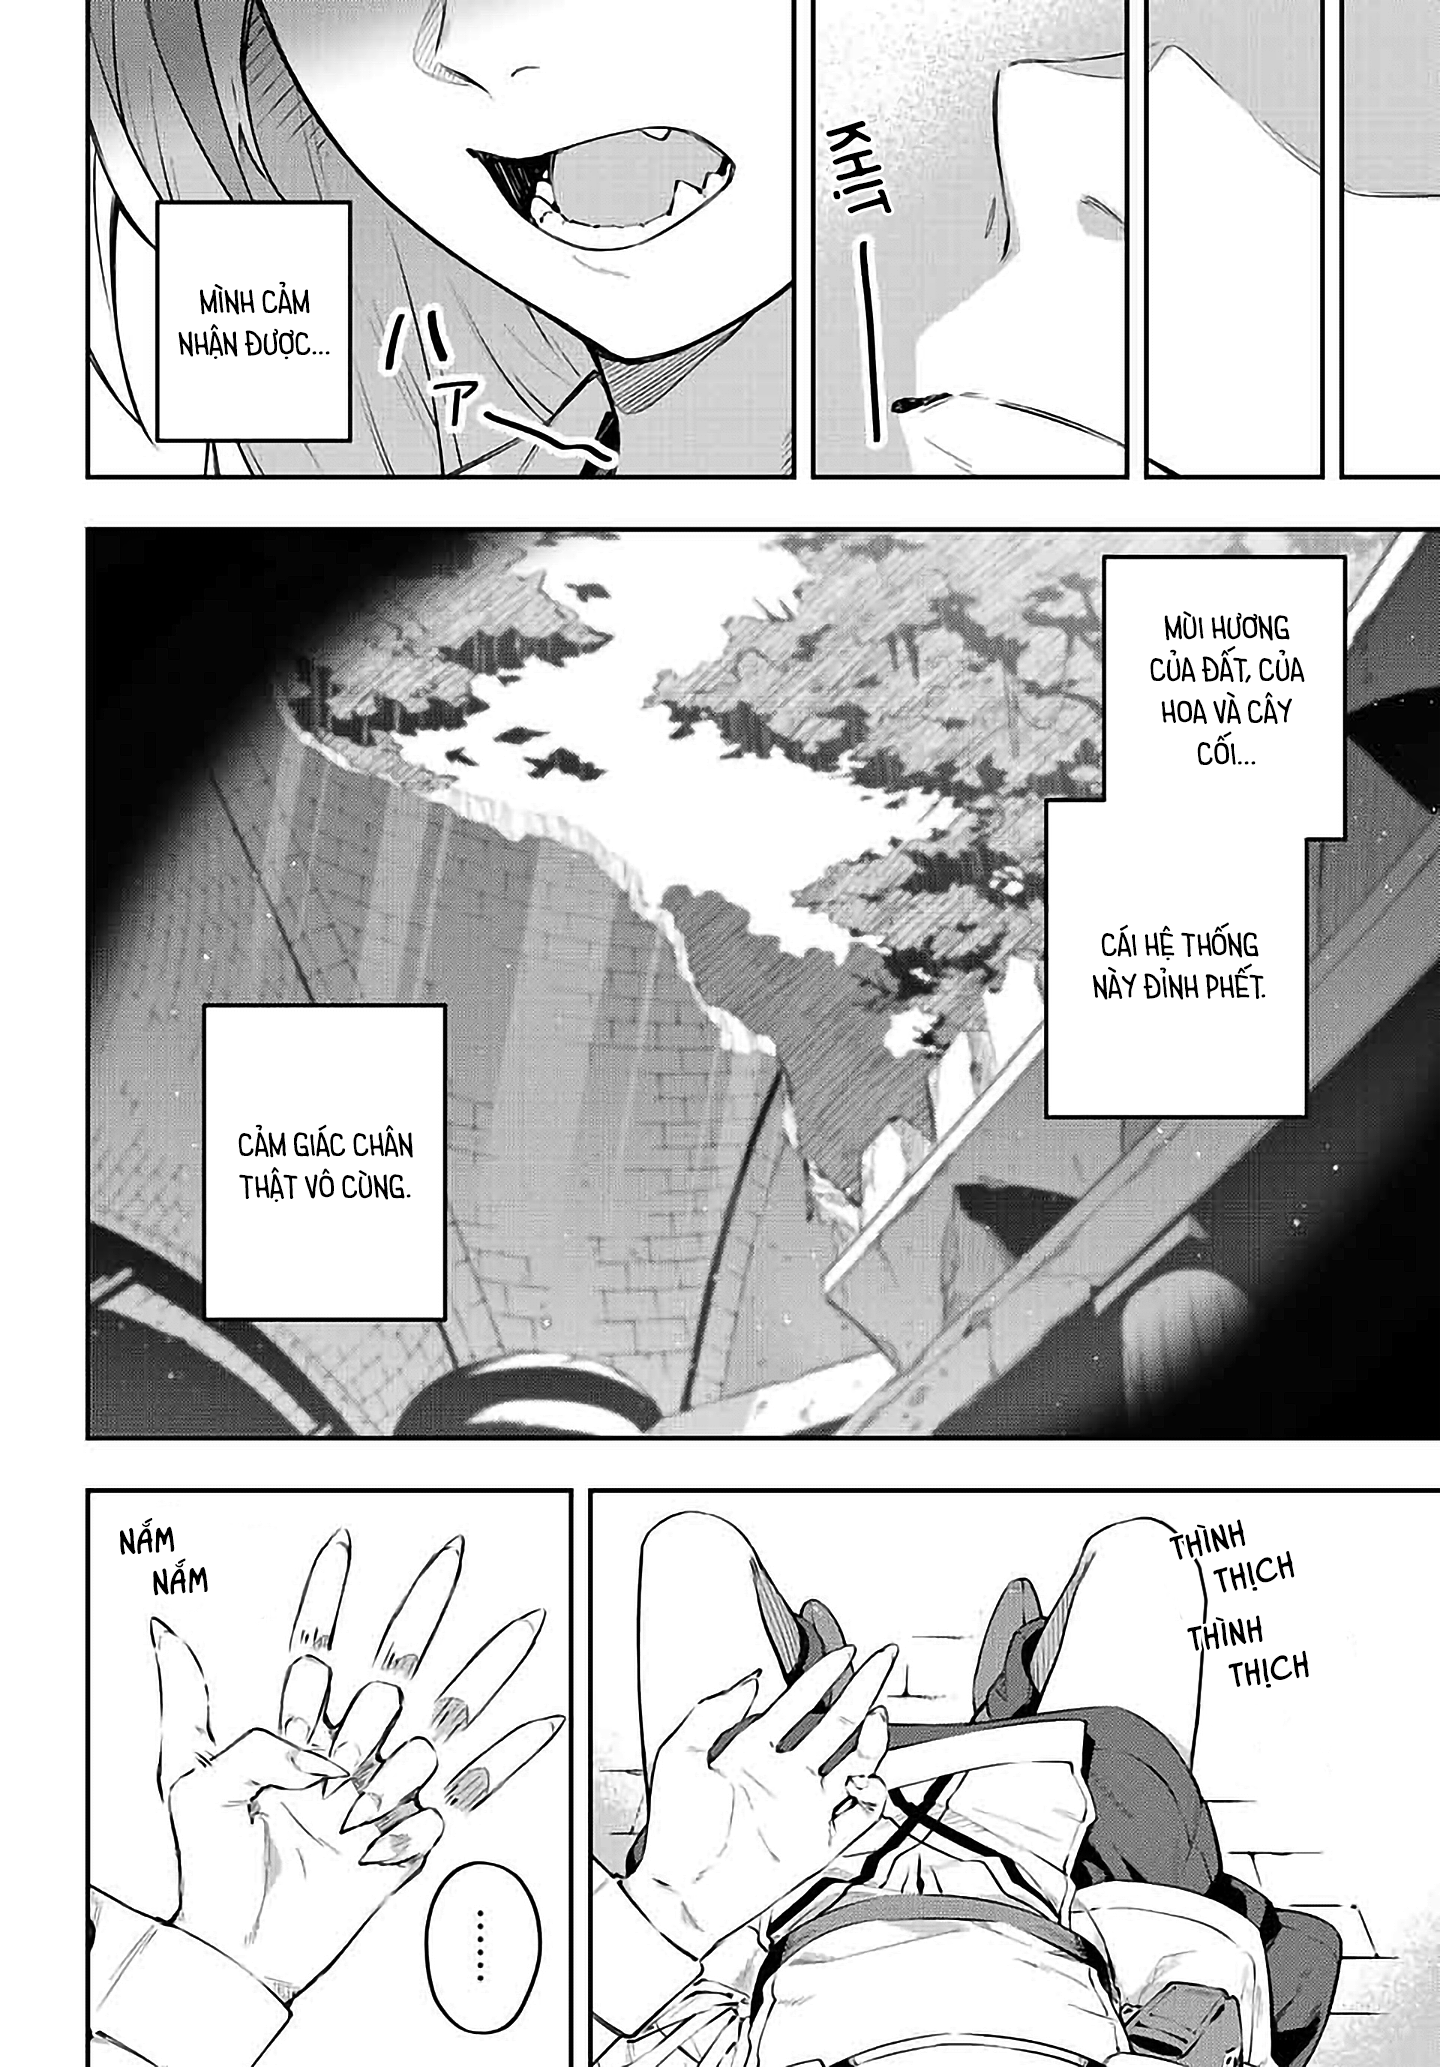 KHỊT
ハァ
MÌNH CẢM
NHẬN ĐƯỢC...
MÙI HƯƠNG
CỦA ĐẤT, CỦA
HOA VÀ CÂY
CỐI...
CÁI HỆ THỐNG
NÀY ĐỈNH PHẾT.
CẢM GIÁC CHÂN
THẬT VÔ CÙNG.
THÌNH
THỊCH
THÌNH
THỊCH
NẮM
NẮM
......